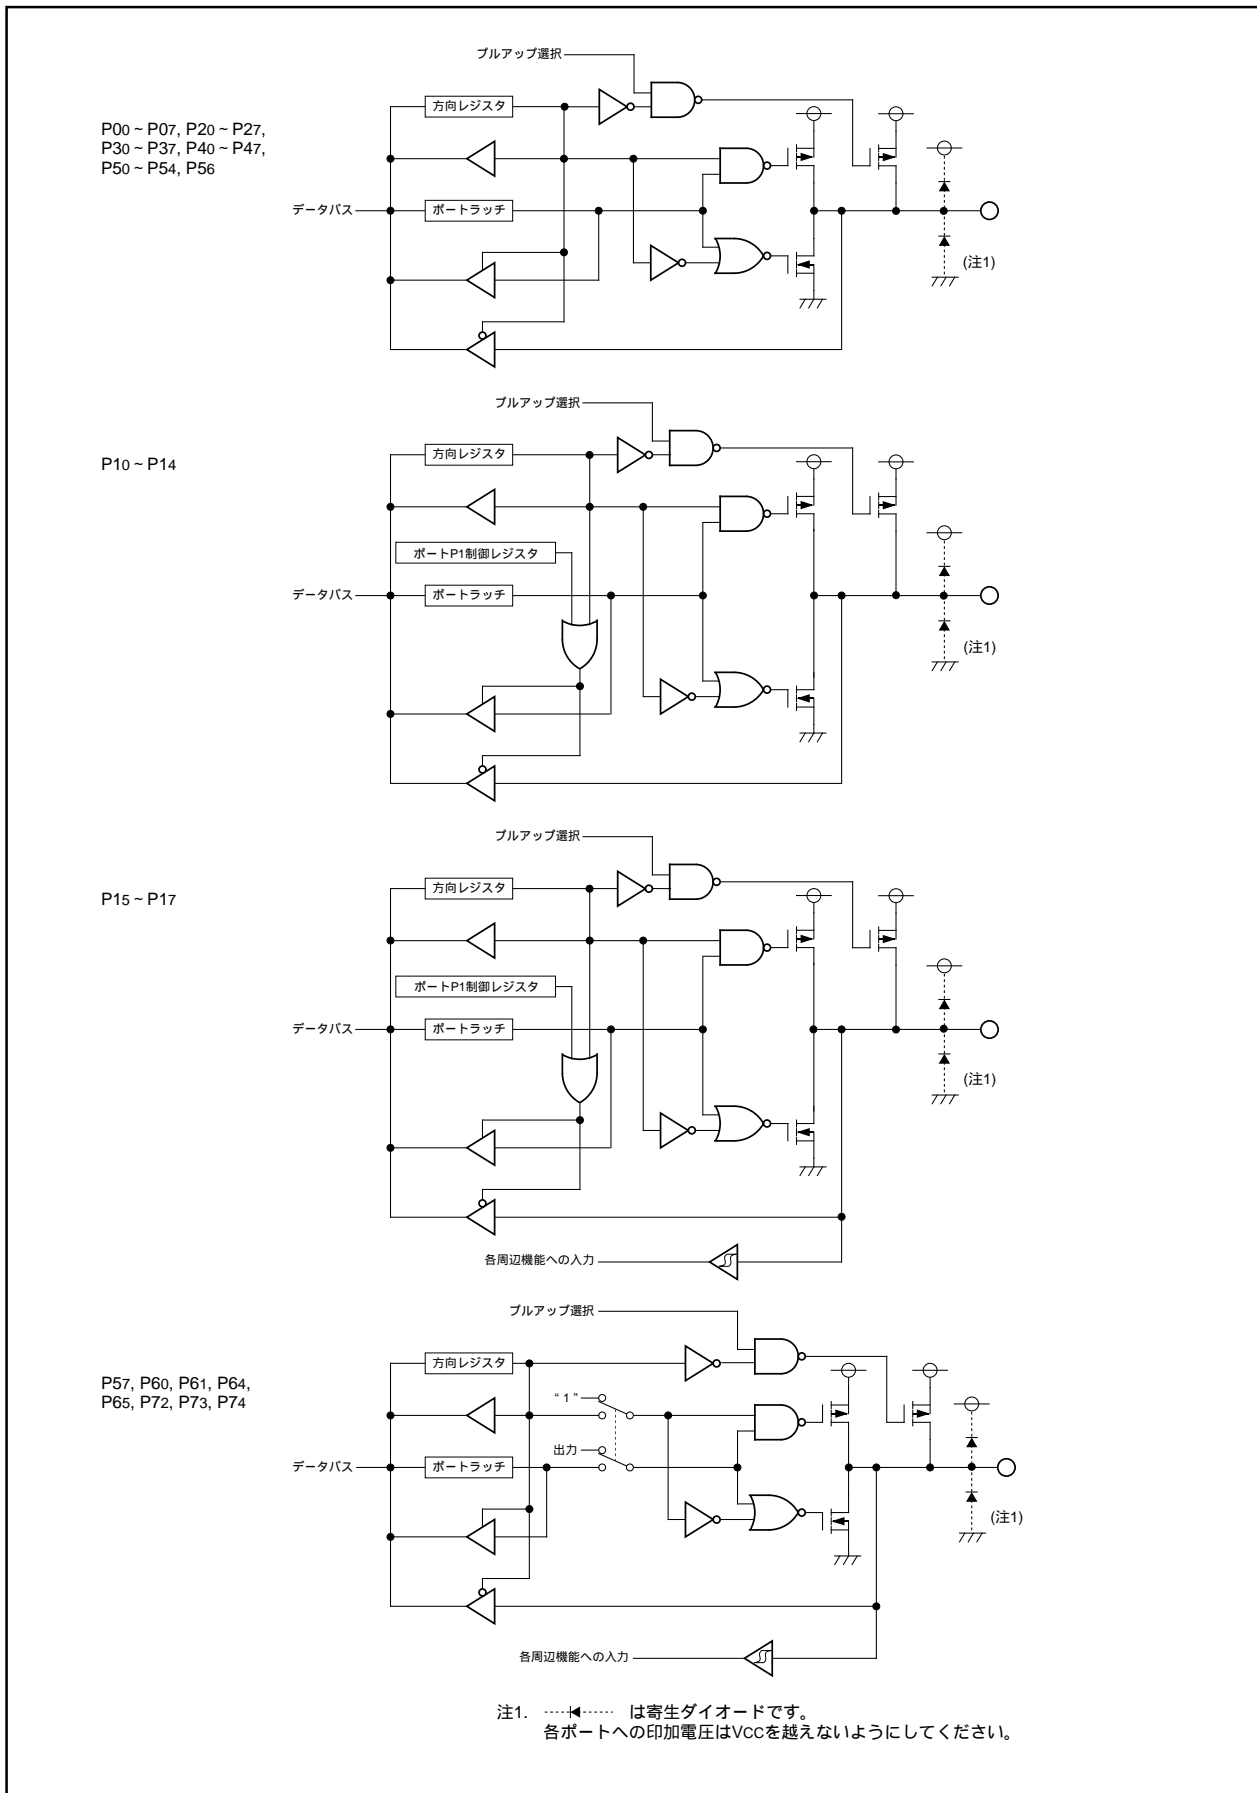 プルアップ選択
方向レジスタ
P00 ~ P07, P20 ~ P27,
P30 ~ P37, P40 ~ P47,
P50 ~ P54, P56
データバス
ポートラッチ
(注1)
プルアップ選択
P10 ~ P14
方向レジスタ
ポートP1制御レジスタ
データバス
ポートラッチ
(注1)
プルアップ選択
P15 ~ P17
方向レジスタ
ポートP1制御レジスタ
データバス
ポートラッチ
(注1)
各周辺機能への入力
プルアップ選択
方向レジスタ
P57, P60, P61, P64,
P65, P72, P73, P74
“ 1 ”
出力
データバス
ポートラッチ
(注1)
各周辺機能への入力
注1. は寄生ダイオードです。
各ポートへの印加電圧はVCCを越えないようにしてください。